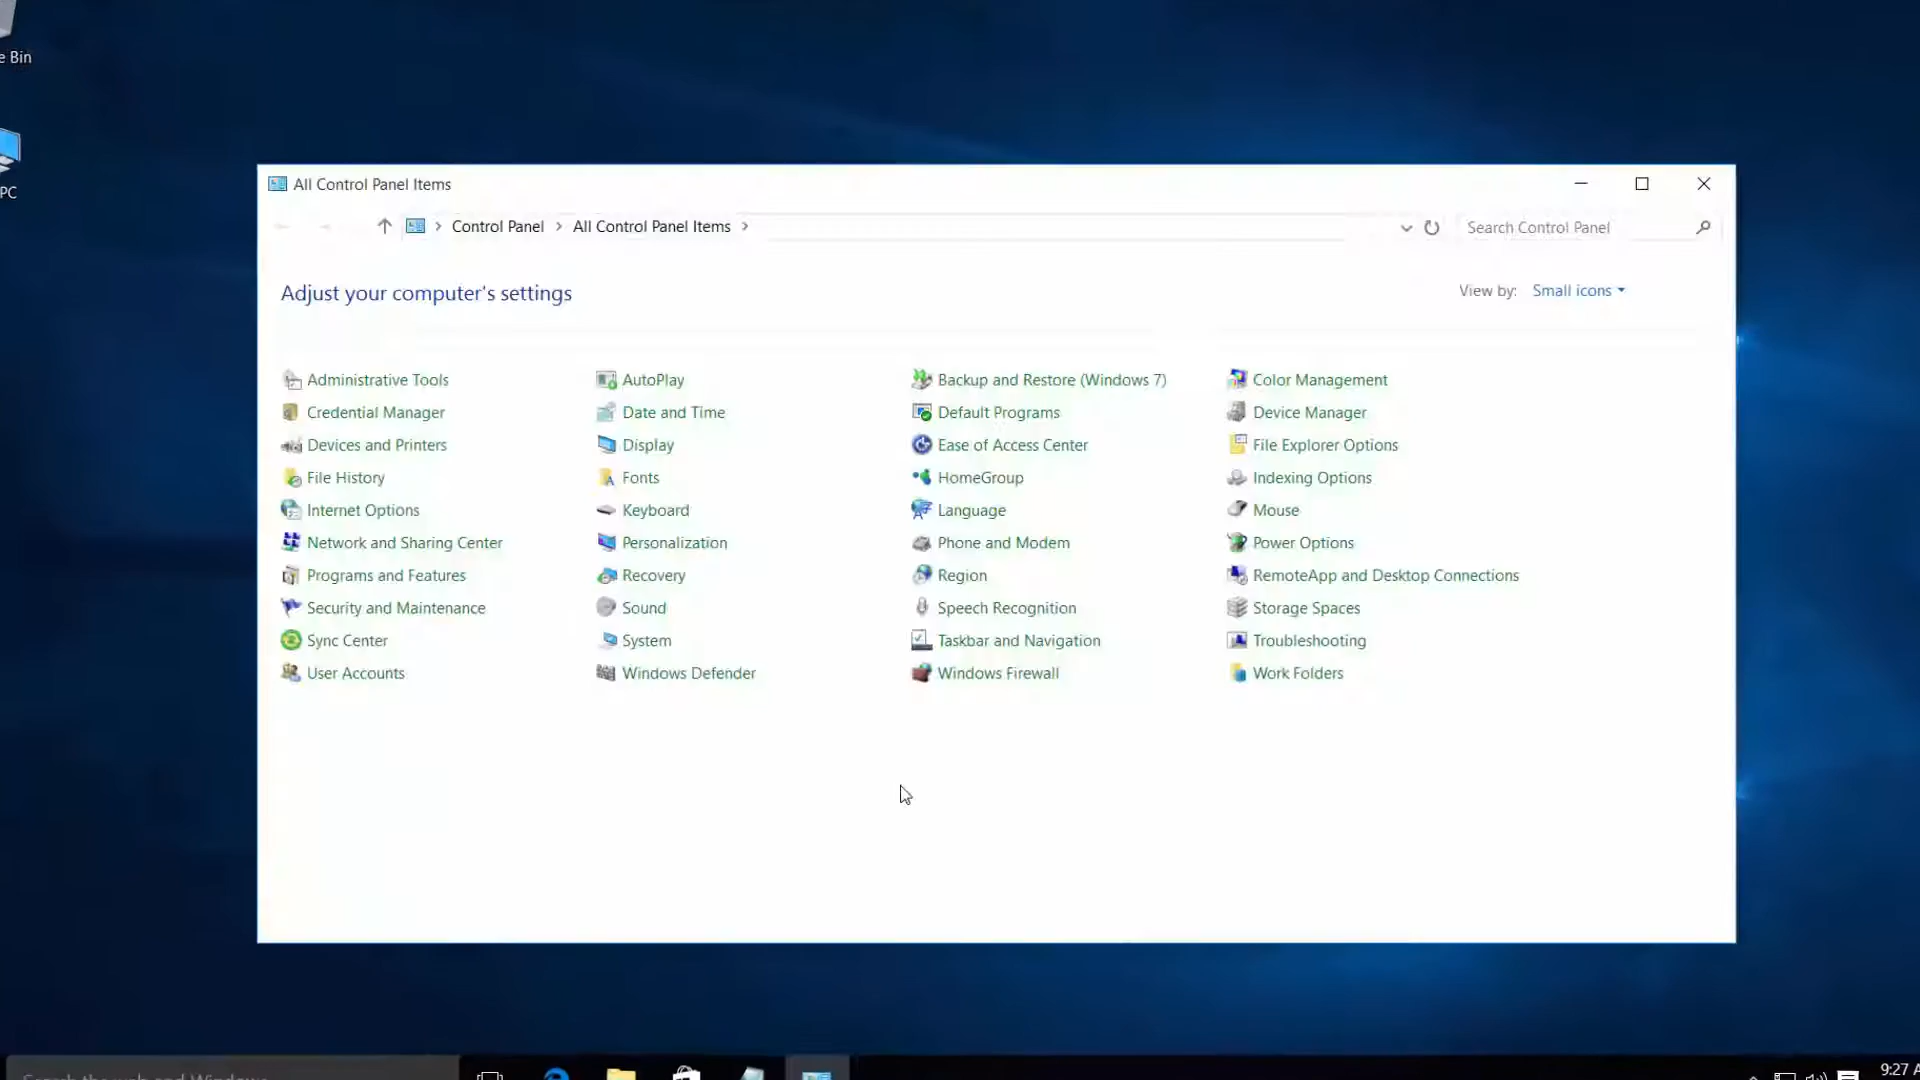 e Bin
PC
All Control Panel Items
Control Panel
All Control Panel Items
Search Control Panel
Adjust your computer's settings
View by: Small icons
Administrative Tools
AutoPlay
Backup and Restore (Windows 7)
Color Management
Credential Manager
Date and Time
Default Programs
Device Manager
Devices and Printers
Display
Ease of Access Center
File Explorer Options
File History
Fonts
HomeGroup
Indexing Options
Internet Options
Keyboard
Language
Mouse
Network and Sharing Center
Personalization
Phone and Modem
Power Options
Programs and Features
Recovery
Region
RemoteApp and Desktop Connections
Security and Maintenance
Sound
Speech Recognition
Storage Spaces
Sync Center
System
Taskbar and Navigation
Troubleshooting
User Accounts
Windows Defender
Windows Firewall
Work Folders
Search the web and Windows
9:27 A